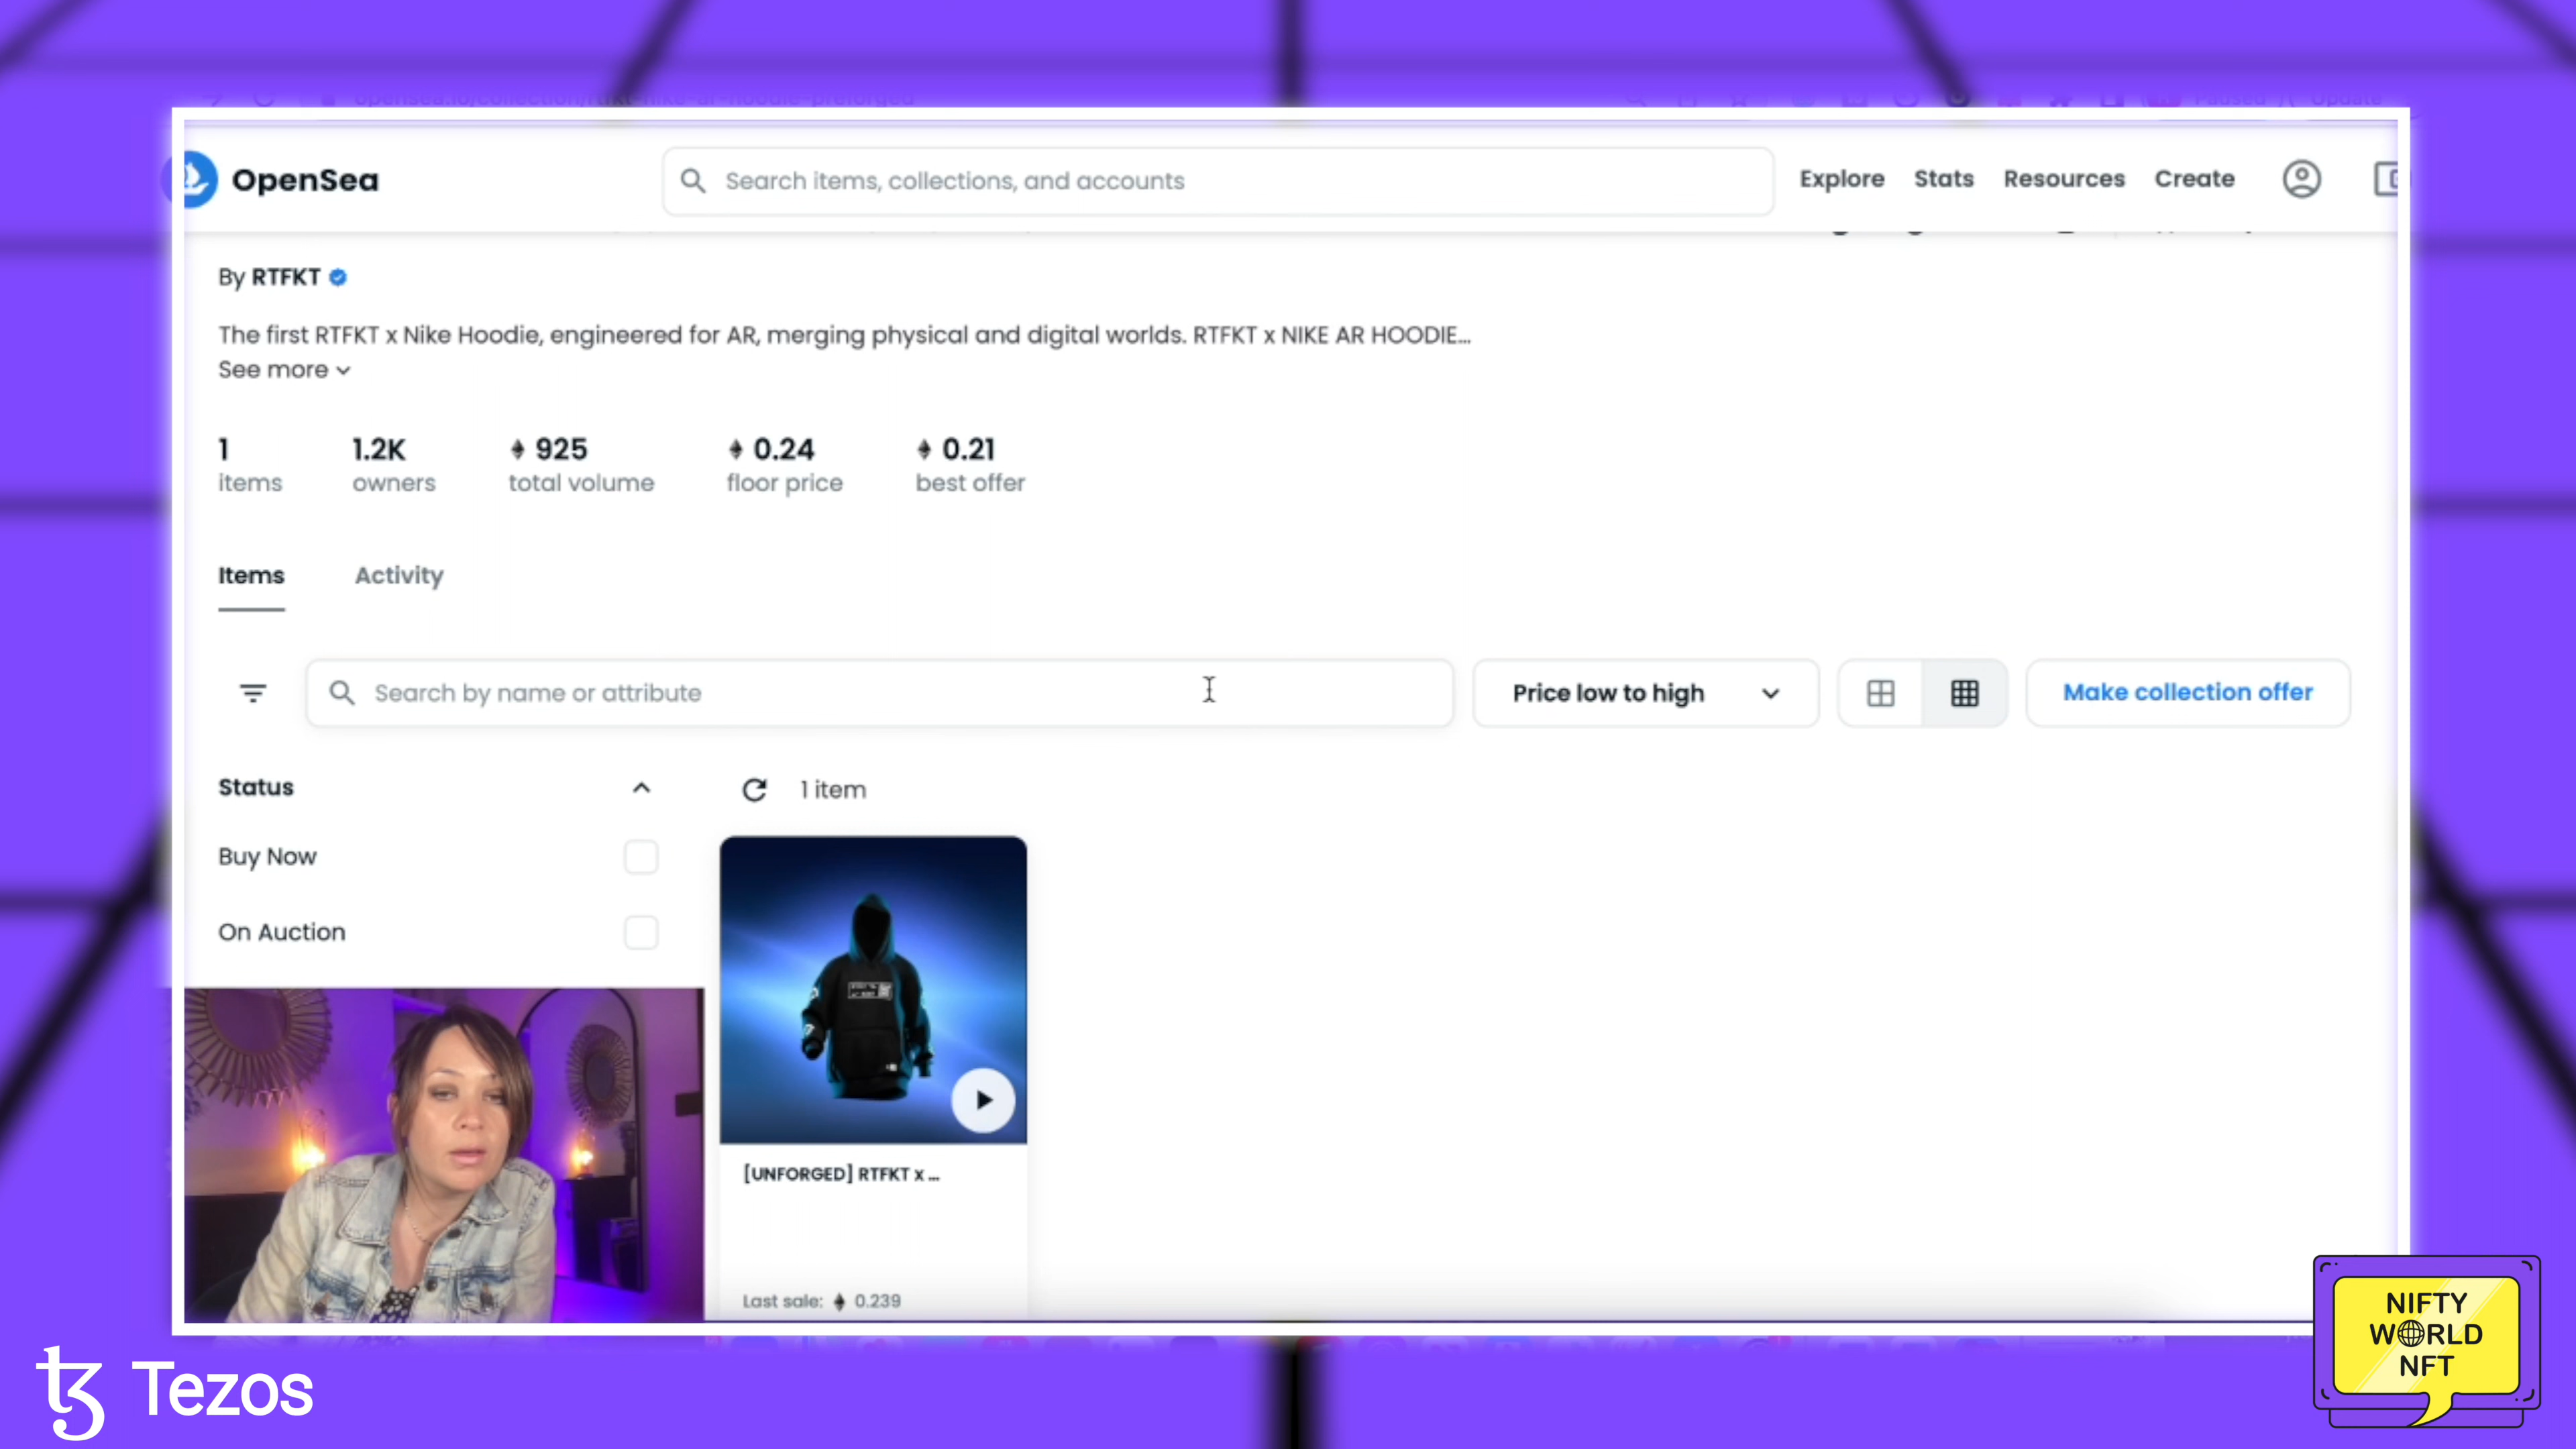 OpenSea
Search items, collections, and accounts
Explore
Stats
Resources
Create
By RTFKT
The first RTFKT x Nike Hoodie, engineered for AR, merging physical and digital worlds. RTFKT x NIKE AR HOODIE...
See more
1
items
1.2K
owners
925
total volume
0.24
floor price
0.21
best offer
Items
Activity
Search by name or attribute
Price low to high
Make collection offer
Status
1 item
Buy Now
On Auction
[UNFORGED] RTFKT x ...
Last sale: 0.239
Tezos
NIFTY
WORLD
NFT